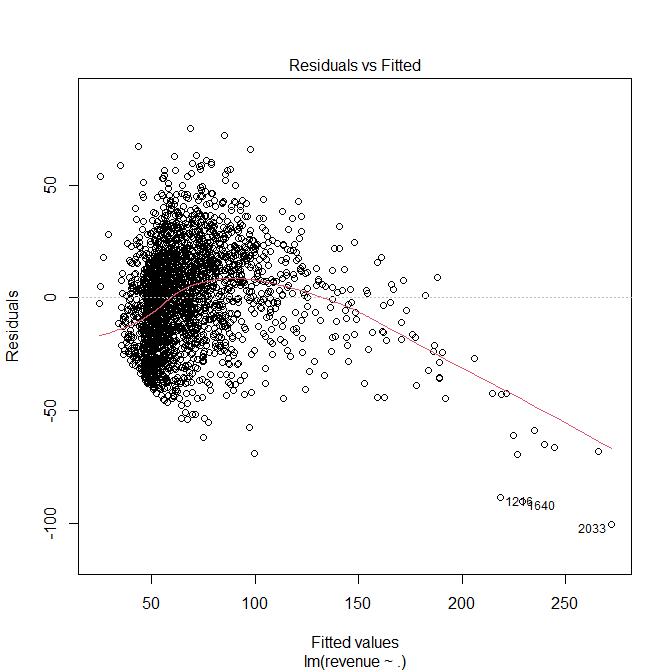 Residuals vs Fitted
Residuals
50
0
-50
-100
1216
1640
2033
50 100 150 200 250
Fitted values
lm(revenue ~ .)